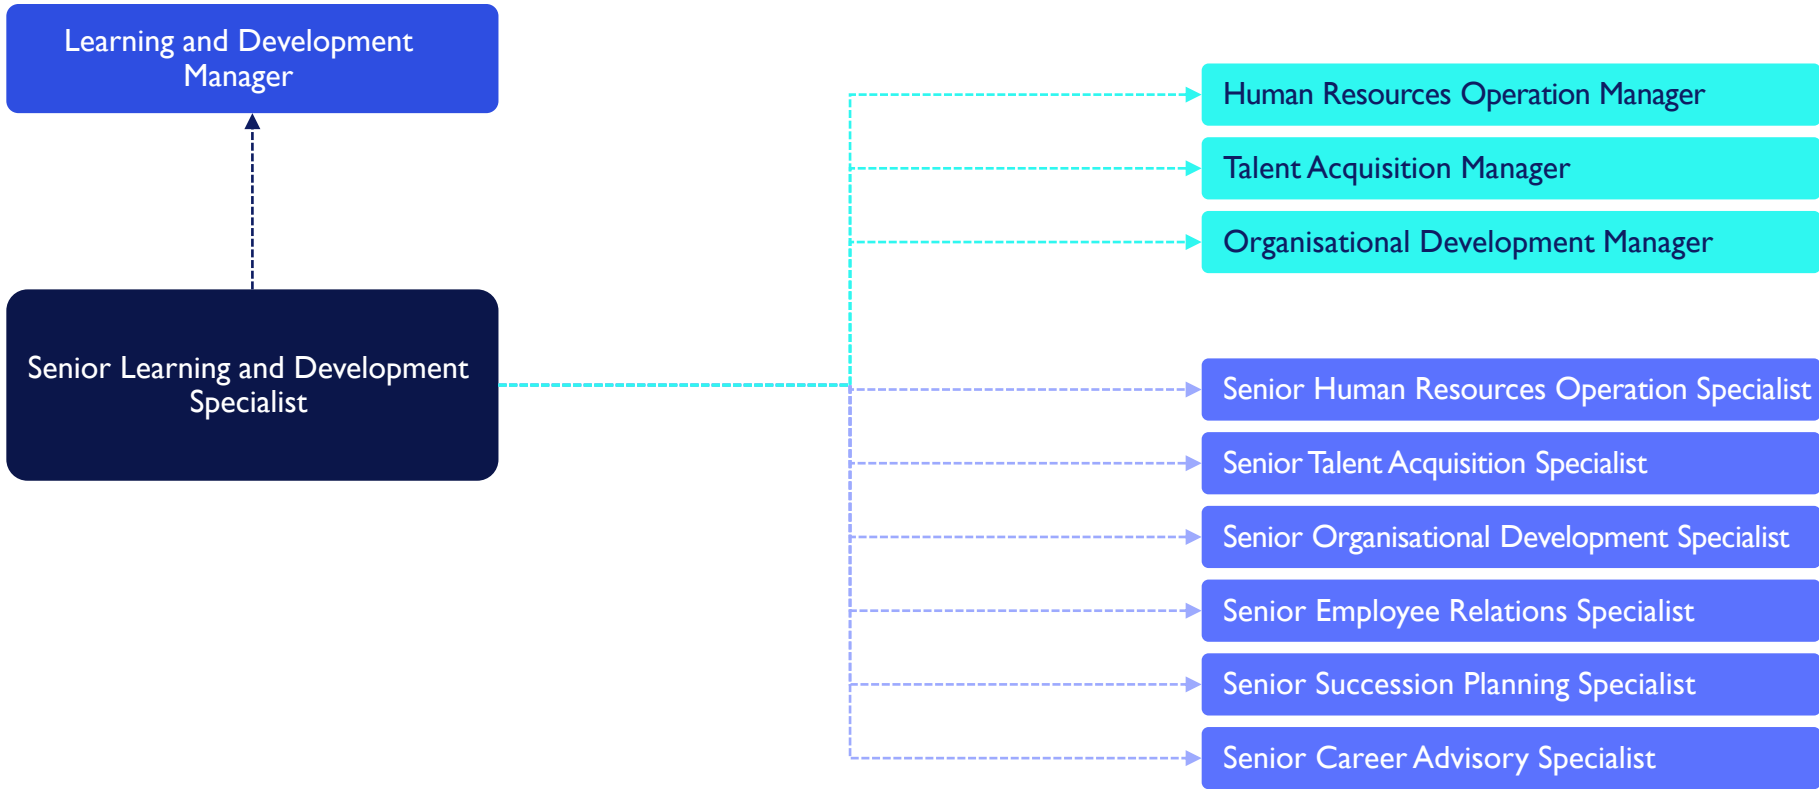 Learning and Development
Manager
Senior Learning and Development
Specialist
Human Resources Operation Manager
Talent Acquisition Manager
Organisational Development Manager
Senior Human Resources Operation Specialist
Senior Talent Acquisition Specialist
Senior Organisational Development Specialist
Senior Employee Relations Specialist
Senior Succession Planning Specialist
Senior Career Advisory Specialist